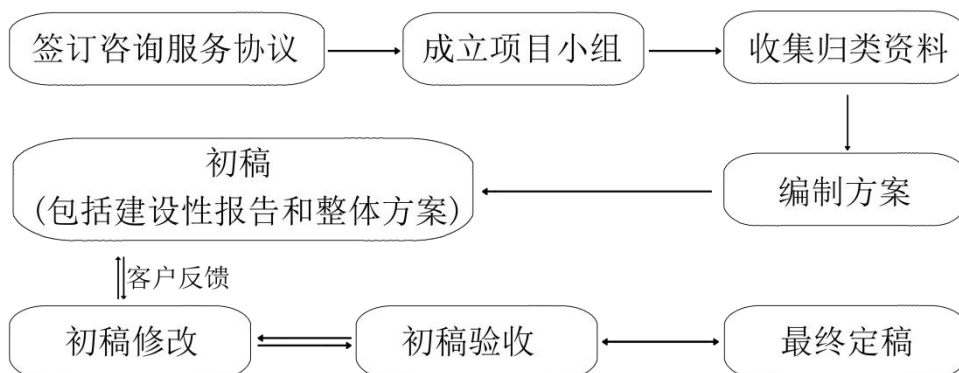 签订咨询服务协议
成立项目小组
收集归类资料
编制方案
初稿
(包括建设性报告和整体方案)
客户反馈
初稿修改
初稿验收
最终定稿